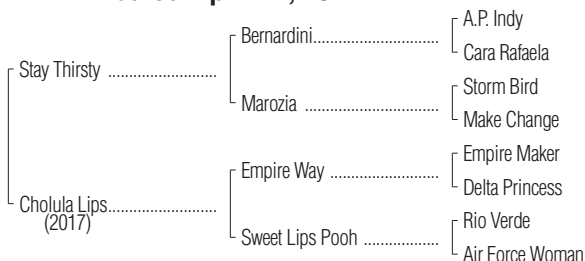 A.P. Indy
Bernardini
Cara Rafaela
Stay Thirsty
Storm Bird
Marozia
Make Change
Empire Maker
Empire Way
Delta Princess
Cholula Lips
(2017)
Rio Verde
Sweet Lips Pooh
Air Force Woman